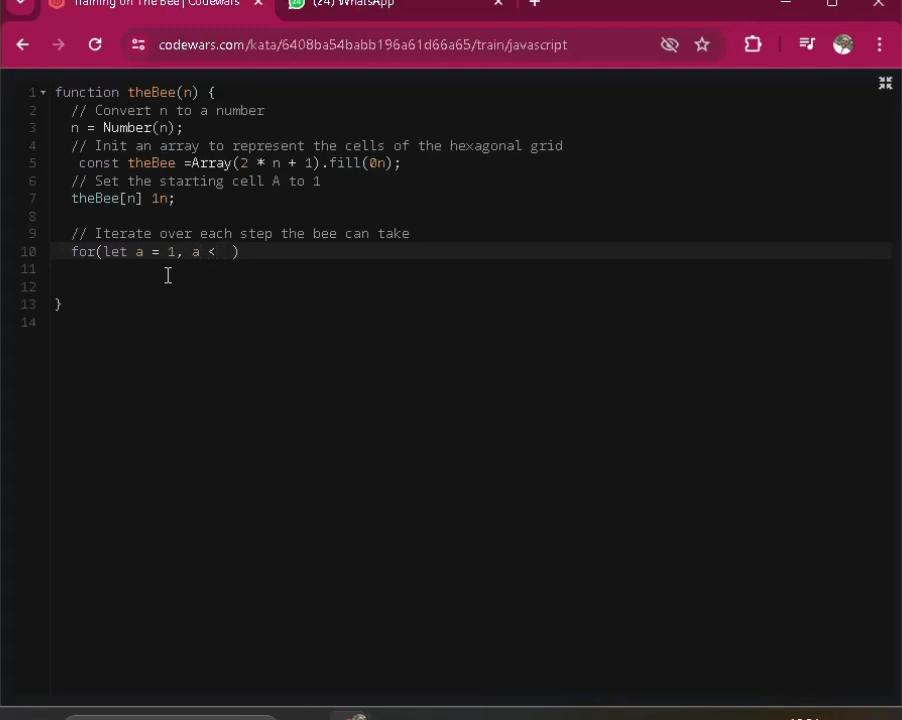 Training on The Bee | Codewars
(24) WhatsApp
codewars.com/kata/6408ba54babb196a61d66a65/train/javascript
1 function theBee(n) {
2 // Convert n to a number
3 n = Number(n);
4 // Init an array to represent the cells of the hexagonal grid
5 const theBee =Array(2 * n + 1).fill(0n);
6 // Set the starting cell A to 1
7 theBee[n] 1n;
8
9 // Iterate over each step the bee can take
10 for(let a = 1, a < )
11
12
13 }
14